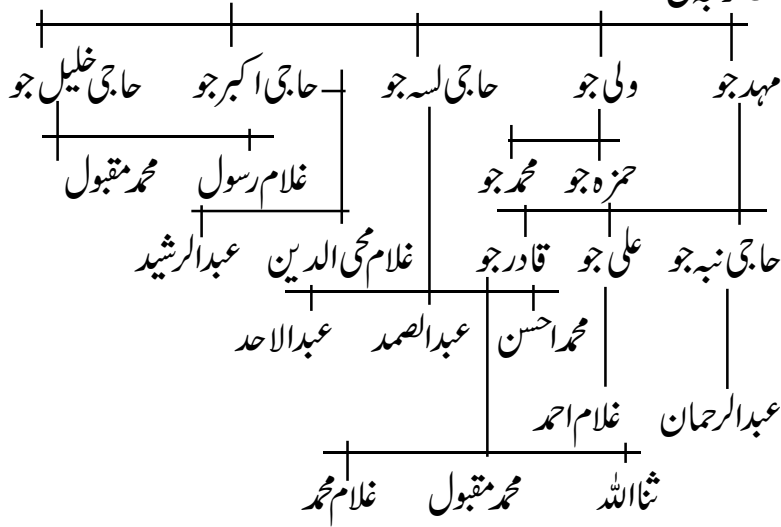 مہد جو ولی جو حاجی لسہ جو حاجی اکبر جو حاجی خلیل جو
حمزہ جو محمد جو غلام رسول محمد مقبول
حاجی نبہ جو علی جو قادر جو غلام محی الدین عبدالرشید
محمد احسن عبدالصمد عبدالاحد
عبدالرحمان غلام احمد
ثنااللہ محمد مقبول غلام محمد